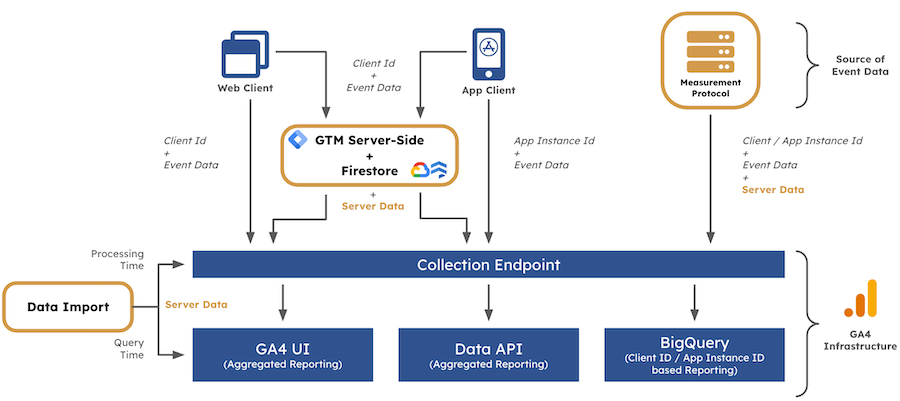 Web Client
Client Id
+
Event Data
App Client
Measurement
Protocol
Source of
Event Data
Client Id
+
Event Data
GTM Server-Side
+
Firestore
App Instance Id
+
Event Data
Client / App Instance Id
+
Event Data
+
Server Data
+
Server Data
Processing
Time
Collection Endpoint
Data Import
Server Data
GA4
Infrastructure
Query
Time
GA4 UI
(Aggregated Reporting)
Data API
(Aggregated Reporting)
BigQuery
(Client ID / App Instance ID
based Reporting)